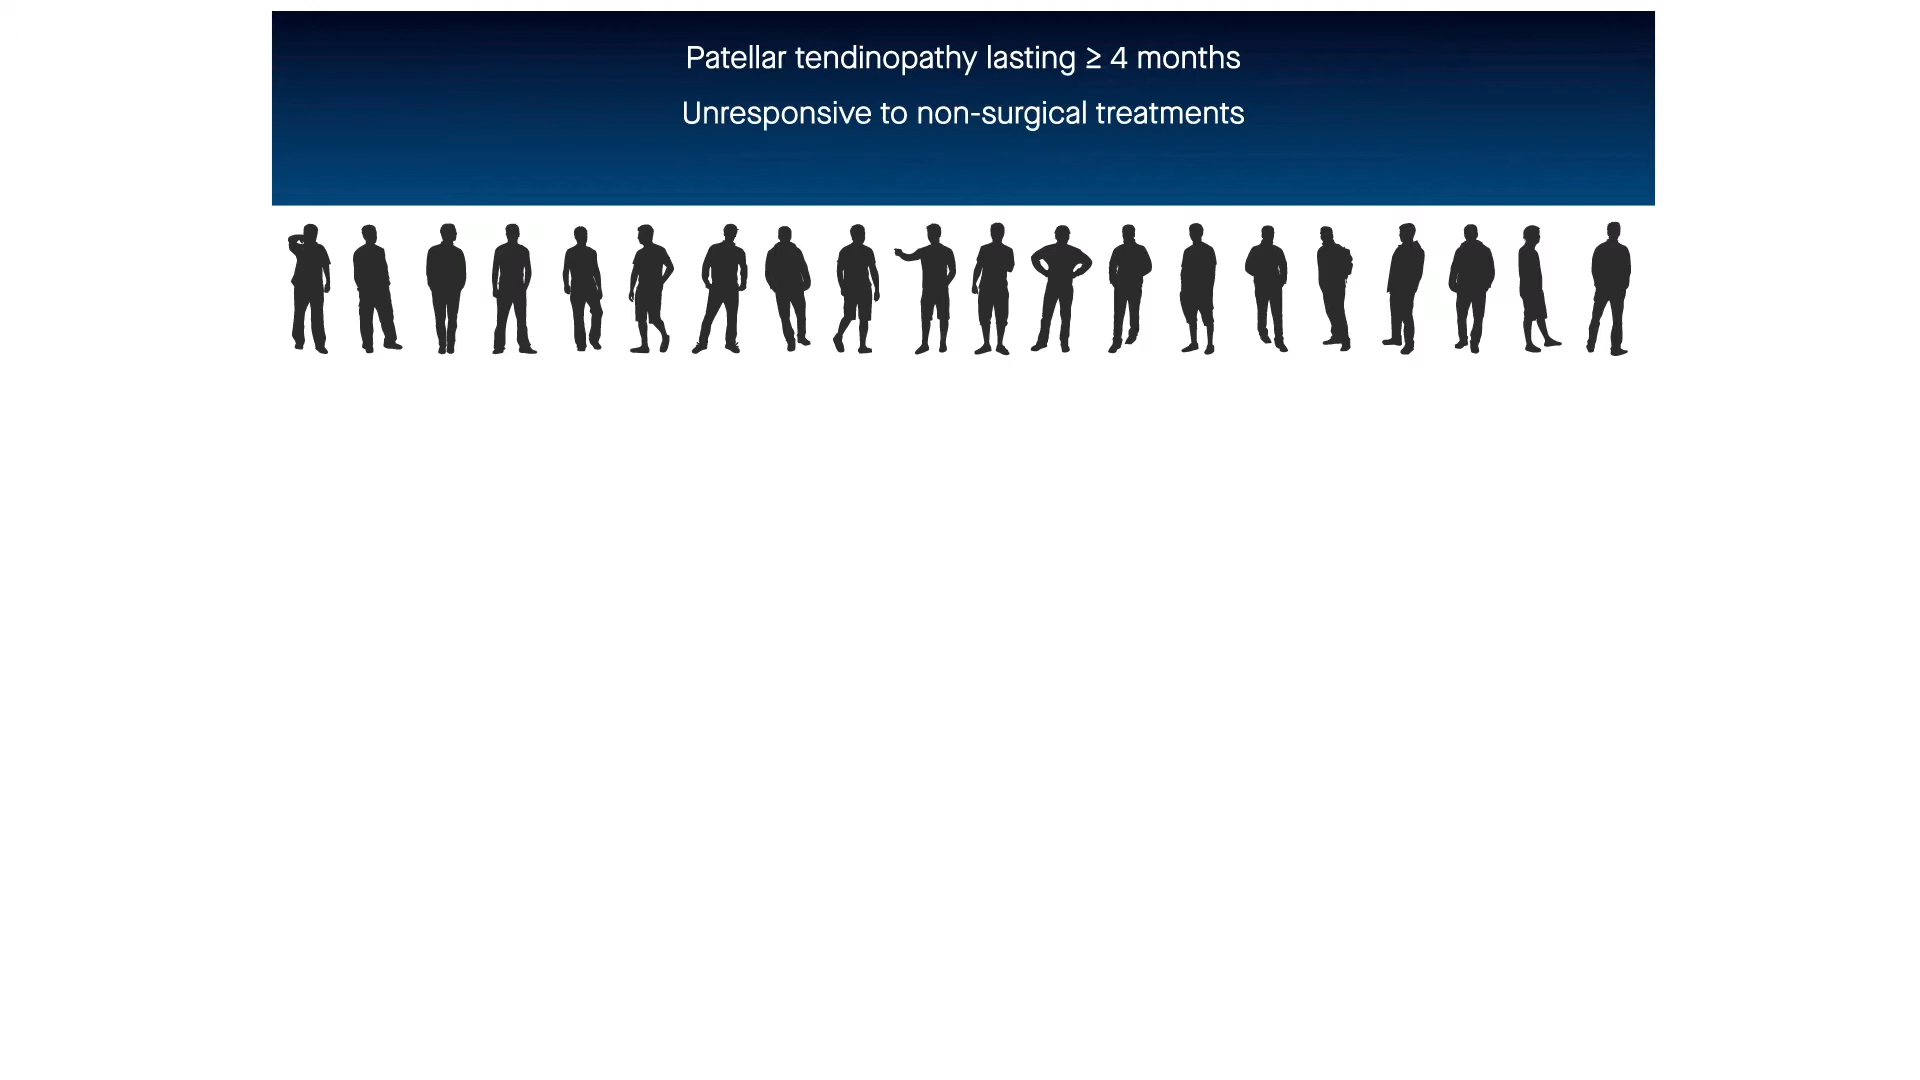 Patellar tendinopathy lasting ≥ 4 months
Unresponsive to non-surgical treatments